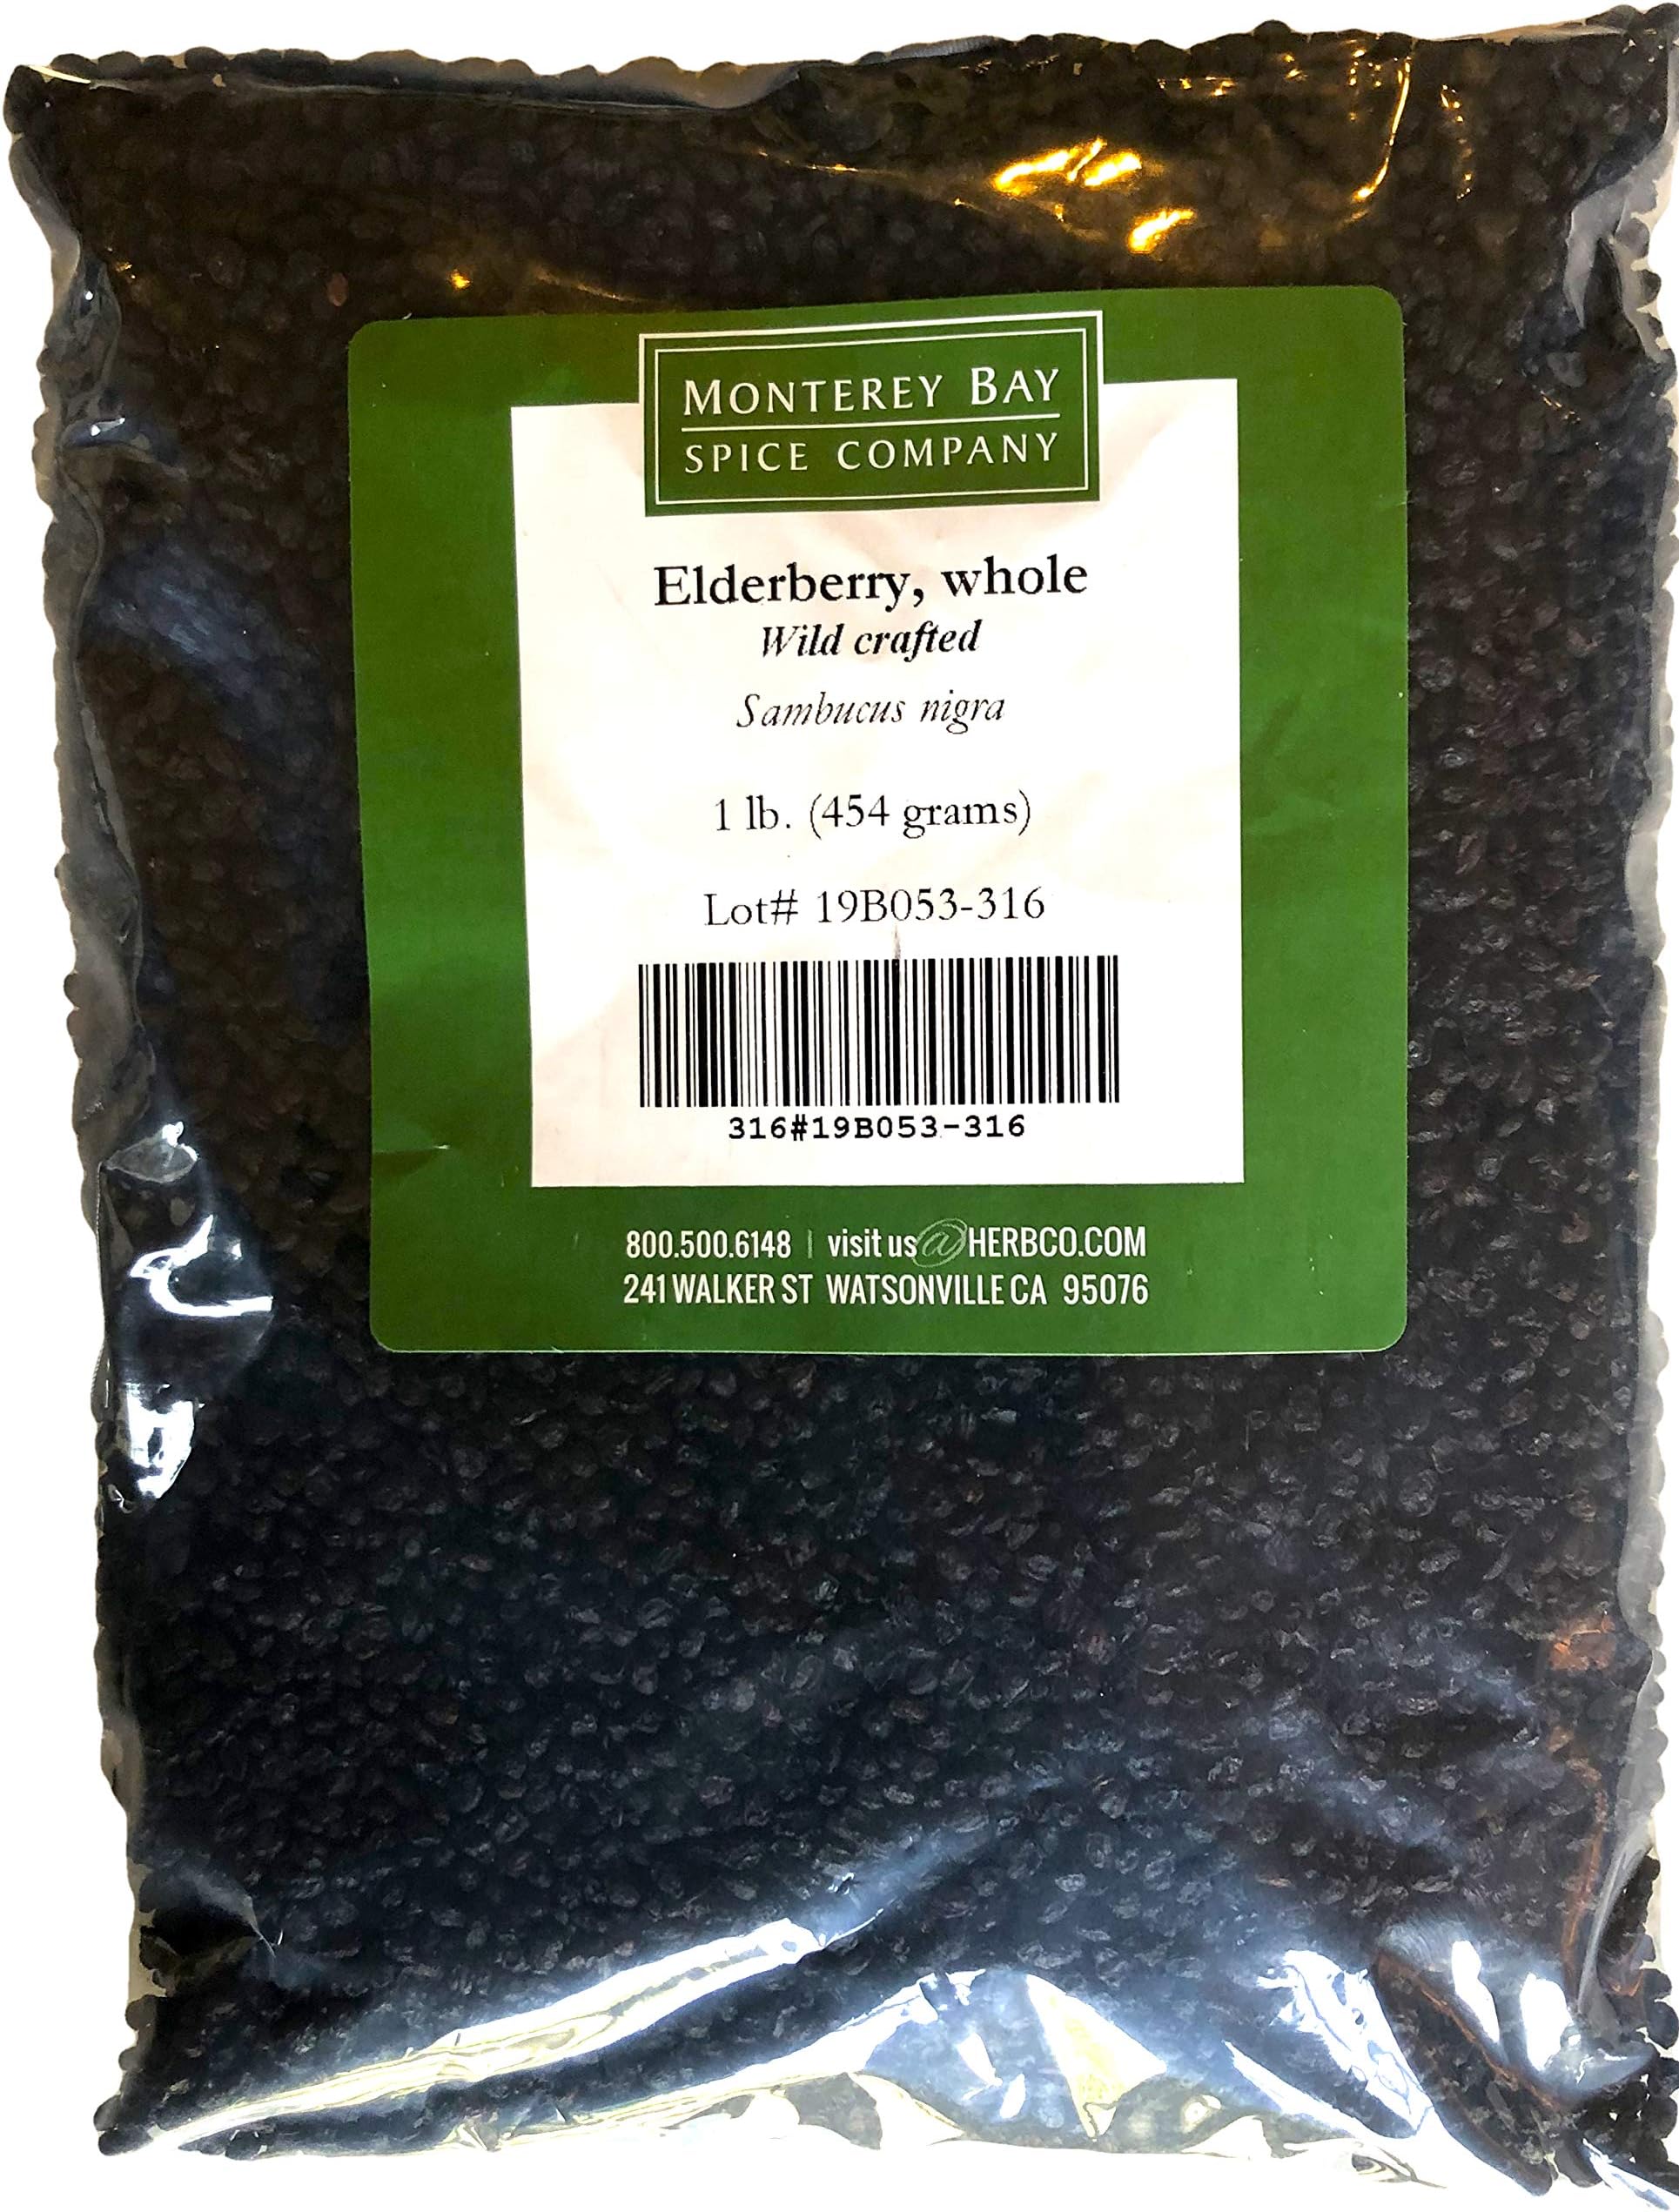 MONTEREY BAY
SPICE COMPANY
Elderberry, whole
Wild crafted
Sambucus nigra
1 lb. (454 grams)
Lot# 19B053-316
316#19B053-316
800.500.6148 | visit us @ HERBCO.COM
241 WALKER ST WATSONVILLE CA 95076